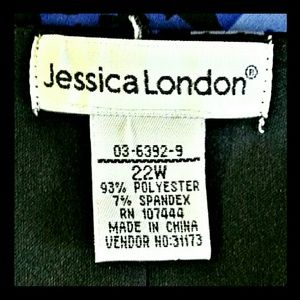 Jessica London®
03-6392-9
22W
93% POLYESTER
7% SPANDEX
RN 107444
MADE IN CHINA
VENDOR NO:31173